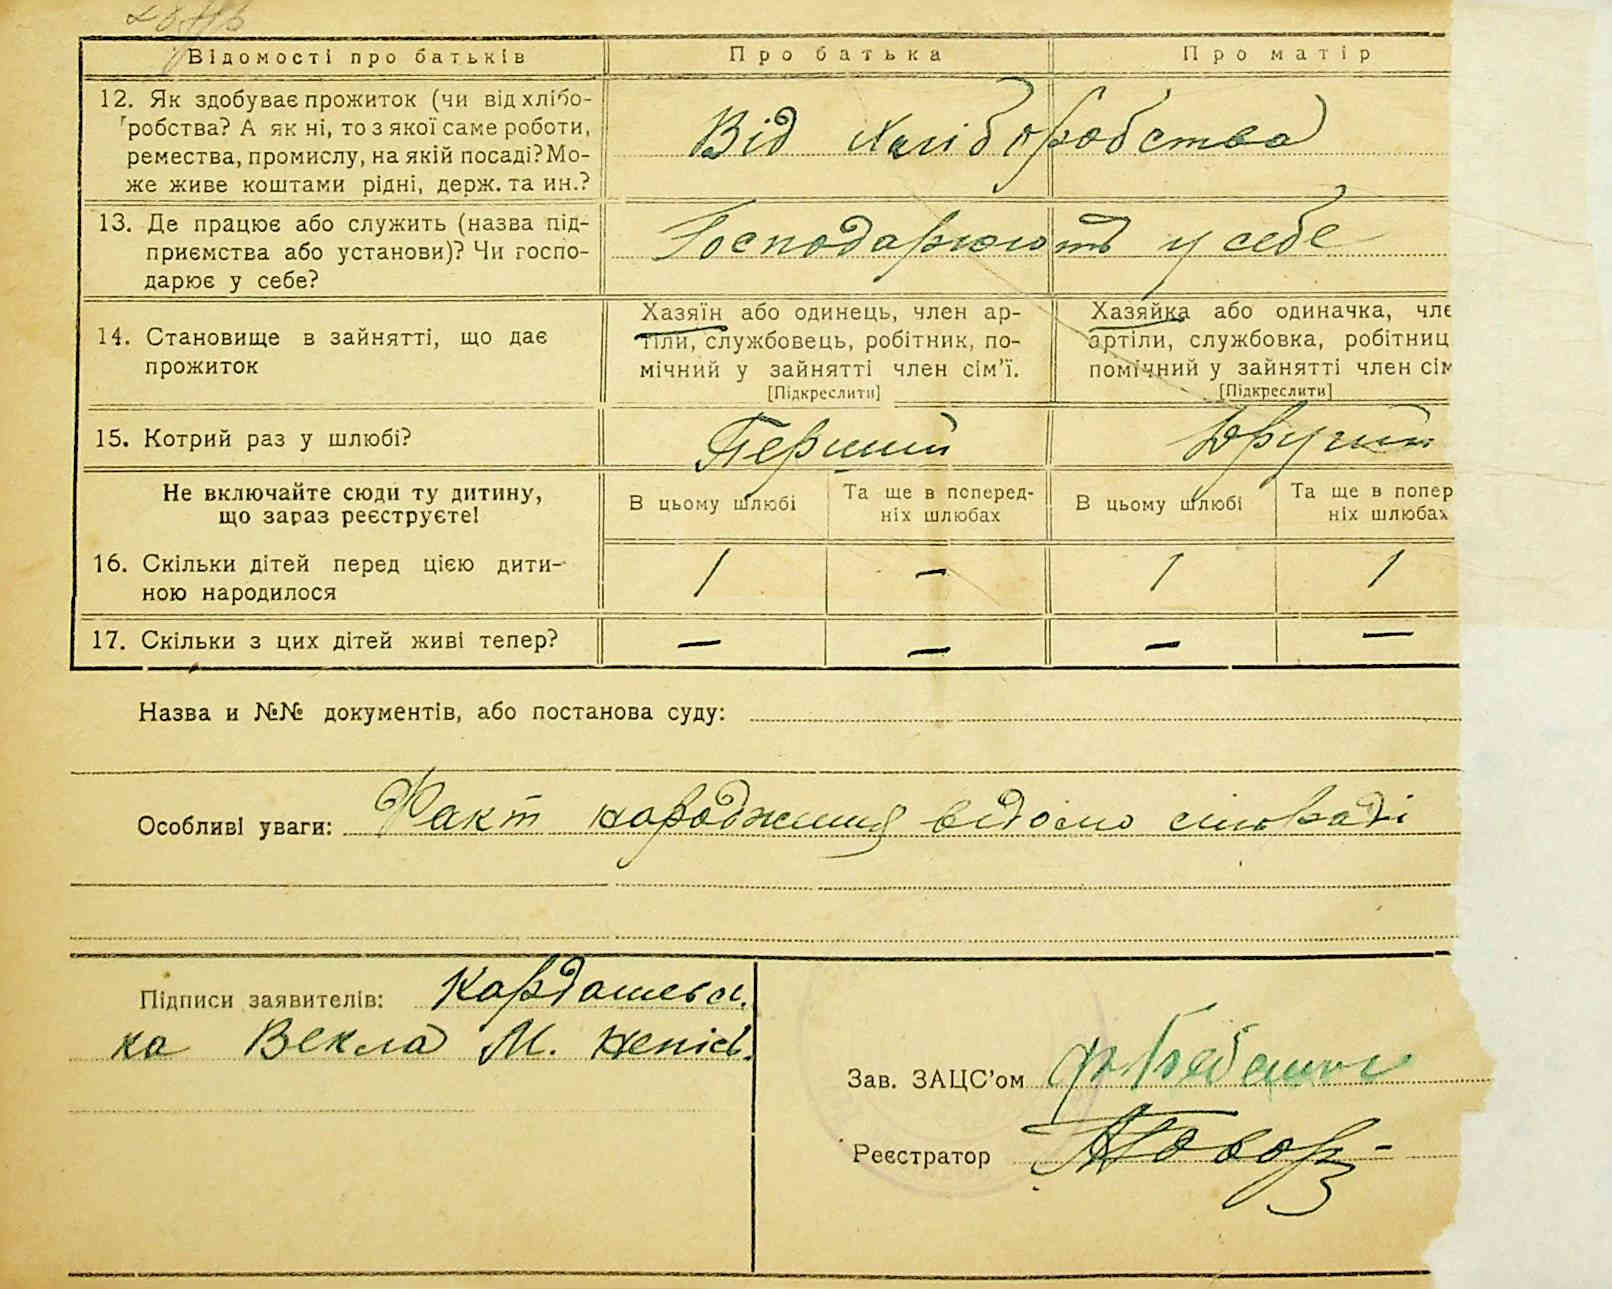 Відомості про батьків Про батька Про матір
12. Як здобуває прожиток (чи від хлібо-
робства? А як ні, то з якої саме роботи,
ремества, промислу, на якій посаді? Мо-
же живе коштами рідні, держ. та ин.?
Від хліборобства
13. Де працює або служить (назва під-
приємства або установи)? Чи госпо-
дарює у себе?
Господарюють у себе
14. Становище в зайнятті, що дає
прожиток
Хазяїн або одинець, член ар-
тіли, службовець, робітник, по-
мічний у зайнятті член сім'ї.
[Підкреслити]
Хазяйка або одиначка, чле
артіли, службовка, робітниц
помічний у зайнятті член сім
[Підкреслити]
15. Котрий раз у шлюбі? Перший Другий
Не включайте сюди ту дитину,
що зараз реєструєте!
В цьому шлюбі
Та ще в поперед-
ніх шлюбах
В цьому шлюбі
Та ще в попер
ніх шлюбах
16. Скільки дітей перед цією дити-
ною народилося
1 — 1 1
17. Скільки з цих дітей живі тепер? — — — —
Назва и №№ документів, або постанова суду:
Особливі уваги: Факт народження відомо сільраді
Підписи заявителів: Кардашевсь
ка Векла М. непісь.
Зав. ЗАЦС'ом
Реєстратор